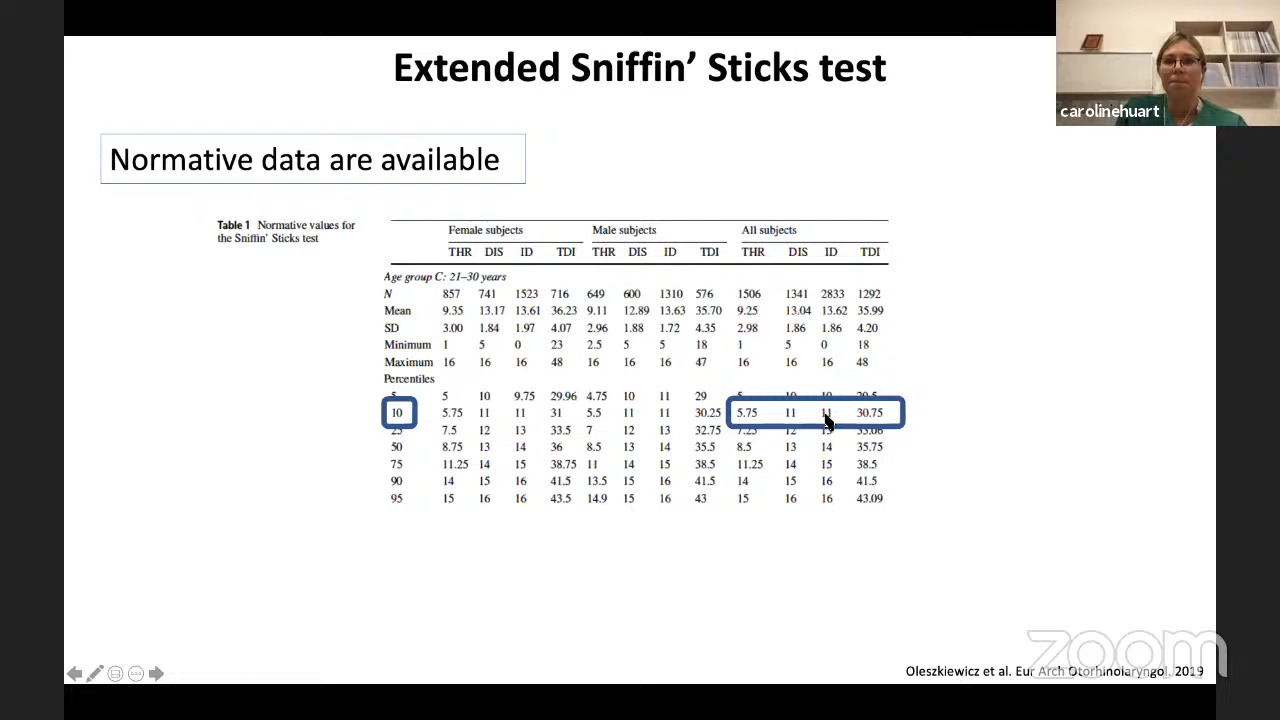 Extended Sniffin' Sticks test
carolinehuart
Normative data are available
Table 1 Normative values for
the Sniffin' Sticks test
Female subjects Male subjects All subjects
THR DIS ID TDI THR DIS ID TDI THR DIS ID TDI
Age group C: 21–30 years
N 857 741 1523 716 649 600 1310 576 1506 1341 2833 1292
Mean 9.35 13.17 13.61 36.23 9.11 12.89 13.63 35.70 9.25 13.04 13.62 35.99
SD 3.00 1.84 1.97 4.07 2.96 1.88 1.72 4.35 2.98 1.86 1.86 4.20
Minimum 1 5 0 23 2.5 5 5 18 1 5 0 18
Maximum 16 16 16 48 16 16 16 47 16 16 16 48
Percentiles
5 5 10 9.75 29.96 4.75 10 11 29 5 10 10 29.5
10 5.75 11 11 31 5.5 11 11 30.25 5.75 11 11 30.75
25 7.5 12 13 33.5 7 12 13 32.75 7.25 12 13 33.06
50 8.75 13 14 36 8.5 13 14 35.5 8.5 13 14 35.75
75 11.25 14 15 38.75 11 14 15 38.5 11.25 14 15 38.5
90 14 15 16 41.5 13.5 15 16 41.5 14 15 16 41.5
95 15 16 16 43.5 14.9 15 16 43 15 16 16 43.09
zoom
Oleszkiewicz et al. Eur Arch Otorhinolaryngol. 2019